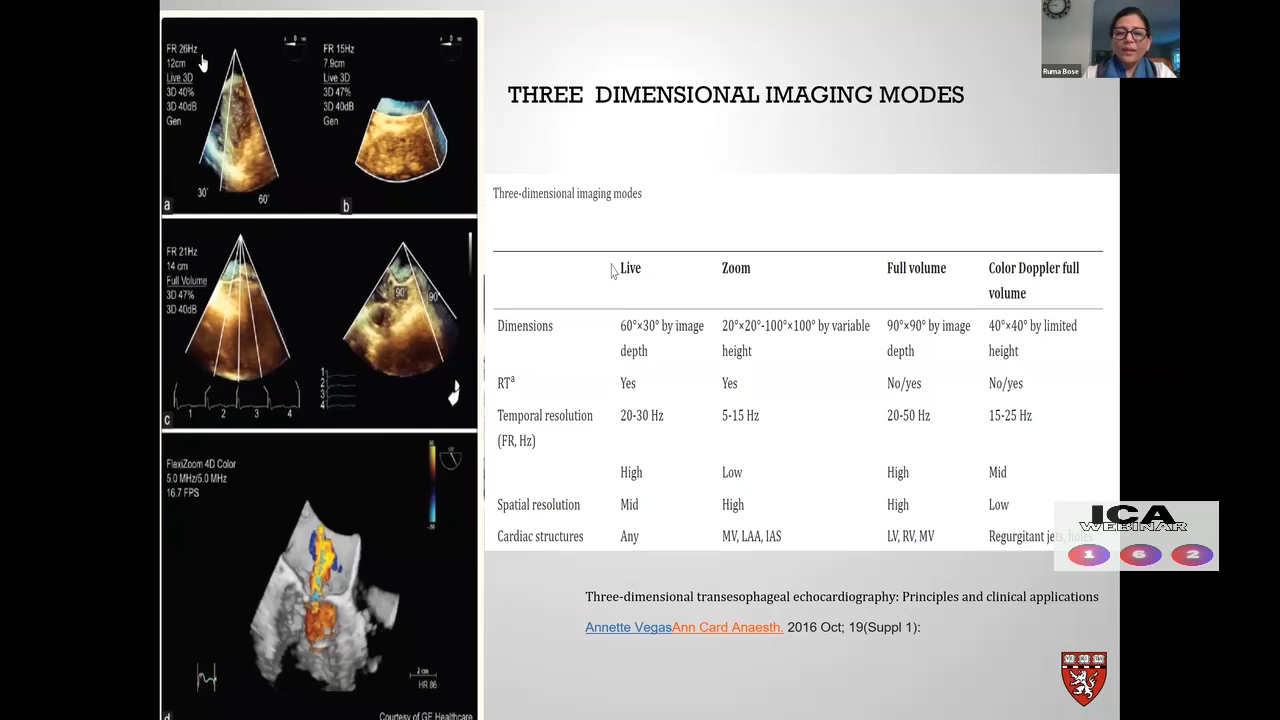 FR 26Hz
12cm
Live 3D
3D 40%
3D 40dB
Gen
30°
60°
a
FR 15Hz
7.9cm
Live 3D
3D 47%
3D 40dB
Gen
b
FR 21Hz
14 cm
Full Volume
3D 47%
3D 40dB
90°
90°
1 2 3 4
1
2
3
4
c
FlexiZoom 4D Color
5.0 MHz/5.0 MHz
16.7 FPS
2 cm
HR 86
Courtesy of GE Healthcare
d
Ruma Bose
THREE DIMENSIONAL IMAGING MODES
Three-dimensional imaging modes
Live Zoom Full volume Color Doppler full
volume
Dimensions 60°×30° by image 20°×20°-100°×100° by variable 90°×90° by image 40°×40° by limited
depth height depth height
RTᵃ Yes Yes No/yes No/yes
Temporal resolution 20-30 Hz 5-15 Hz 20-50 Hz 15-25 Hz
(FR, Hz)
High Low High Mid
Spatial resolution Mid High High Low
Cardiac structures Any MV, LAA, IAS LV, RV, MV Regurgitant jets, holes
ICA
WEBINAR
1 6 2
Three-dimensional transesophageal echocardiography: Principles and clinical applications
Annette VegasAnn Card Anaesth. 2016 Oct; 19(Suppl 1):